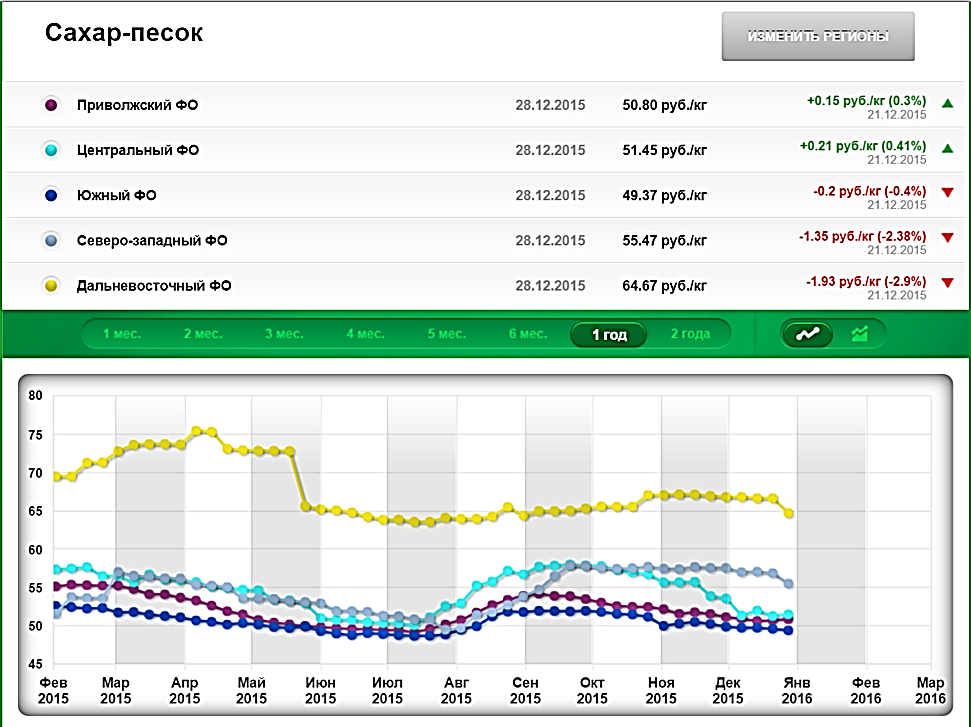 Сахар-песок
ИЗМЕНИТЬ РЕГИОНЫ
Приволжский ФО 28.12.2015 50.80 руб./кг +0.15 руб./кг (0.3%)
21.12.2015
Центральный ФО 28.12.2015 51.45 руб./кг +0.21 руб./кг (0.41%)
21.12.2015
Южный ФО 28.12.2015 49.37 руб./кг -0.2 руб./кг (-0.4%)
21.12.2015
Северо-западный ФО 28.12.2015 55.47 руб./кг -1.35 руб./кг (-2.38%)
21.12.2015
Дальневосточный ФО 28.12.2015 64.67 руб./кг -1.93 руб./кг (-2.9%)
21.12.2015
1 мес. 2 мес. 3 мес. 4 мес. 5 мес. 6 мес. 1 год 2 года
80
75
70
65
60
55
50
45
Фев Мар Апр Май Июн Июл Авг Сен Окт Ноя Дек Янв Фев Мар
2015 2015 2015 2015 2015 2015 2015 2015 2015 2015 2015 2016 2016 2016